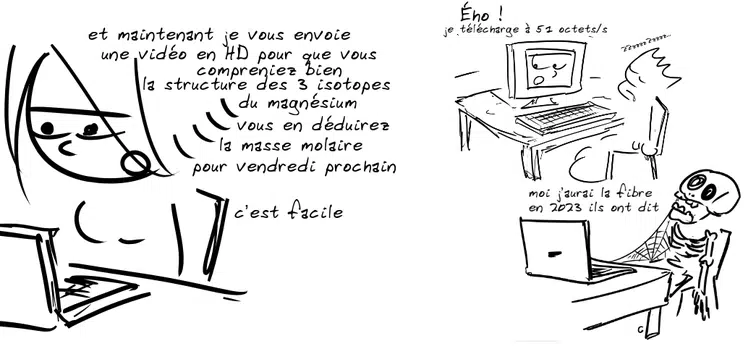 et maintenant je vous envoie
une vidéo en HD pour que vous
compreniez bien
la structure des 3 isotopes
du magnésium
vous en déduirez
la masse molaire
pour vendredi prochain
c'est facile
Ého !
je télécharge à 51 octets/s
zzzzz zzzzzz
moi j'aurai la fibre
en 2023 ils ont dit